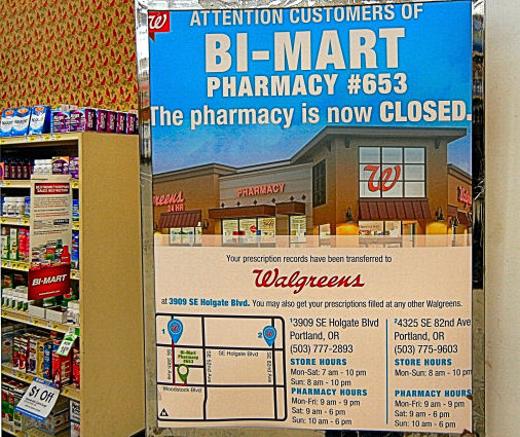 W
ATTENTION CUSTOMERS OF
BI-MART
PHARMACY #653
The pharmacy is now CLOSED.
W
PHARMACY
24 HR
Your prescription records have been transferred to
Walgreens
at 3909 SE Holgate Blvd. You may also get your prescriptions filled at any other Walgreens.
1
2
Bi-Mart
Pharmacy
#653
SE Holgate Blvd
Woodstock Blvd
¹3909 SE Holgate Blvd
Portland, OR
(503) 777-2893
STORE HOURS
Mon-Sat: 7 am - 10 pm
Sun: 8 am - 10 pm
PHARMACY HOURS
Mon-Fri: 9 am - 9 pm
Sat: 9 am - 6 pm
Sun: 10 am - 6 pm
²4325 SE 82nd Ave
Portland, OR
(503) 775-9603
STORE HOURS
Mon-Sun: 8 am - 10 pm
PHARMACY HOURS
Mon-Fri: 9 am - 9 pm
Sat: 9 am - 6 pm
Sun: 10 am - 6 pm
BI-MART
$1 Off